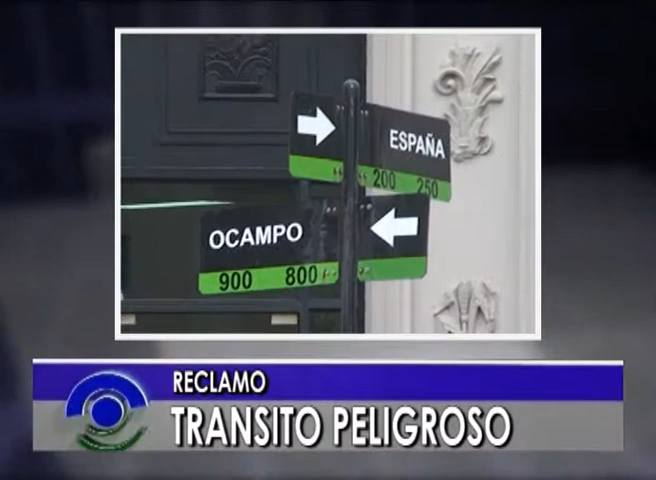 ESPAÑA
200 250
OCAMPO
900 800
RECLAMO
TRANSITO PELIGROSO